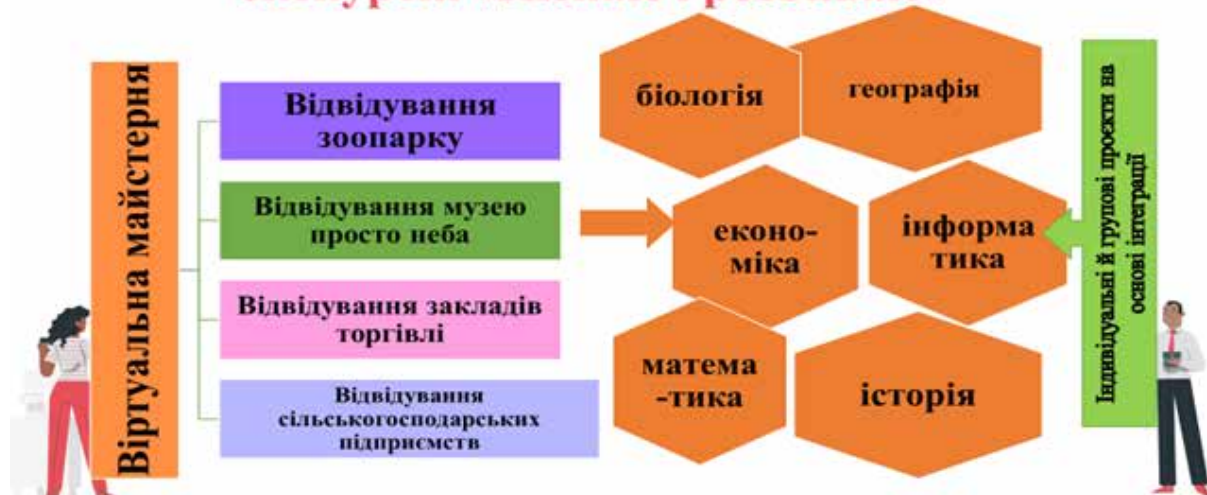 Віртуальна майстерня
Відвідування
зоопарку
Відвідування музею
просто неба
Відвідування закладів
торгівлі
Відвідування
сільськогосподарських
підприємств
біологія
географія
еконо-
міка
інформа
тика
матема
-тика
історія
Індивідуальні й групові проєкти на
основі інтеграції